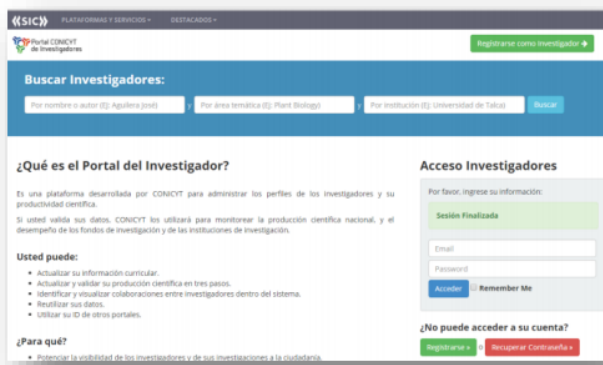 SIC PLATAFORMAS Y SERVICIOS DESTACADOS
Portal CONICYT
de Investigadores
Registrarse como Investigador
Buscar Investigadores:
Por nombre o autor (Ej: Aguilera José) y Por área temática (Ej: Plant Biology) y Por institución (Ej: Universidad de Talca) Buscar
¿Qué es el Portal del Investigador?
Es una plataforma desarrollada por CONICYT para administrar los perfiles de los investigadores y su
productividad científica.
Si usted valida sus datos, CONICYT los utilizará para monitorear la producción científica nacional, y el
desempeño de los fondos de investigación y de las instituciones de investigación.
Usted puede:
• Actualizar su información curricular.
• Actualizar y validar su producción científica en tres pasos.
• Identificar y visualizar colaboraciones entre investigadores dentro del sistema.
• Reutilizar sus datos.
• Utilizar su ID de otros portales.
¿Para qué?
• Potenciar la visibilidad de los investigadores y de sus investigaciones a la ciudadanía.
Acceso Investigadores
Por favor, ingrese su información:
Sesión Finalizada
Email
Password
Acceder Remember Me
¿No puede acceder a su cuenta?
Registrarse » o Recuperar Contraseña »